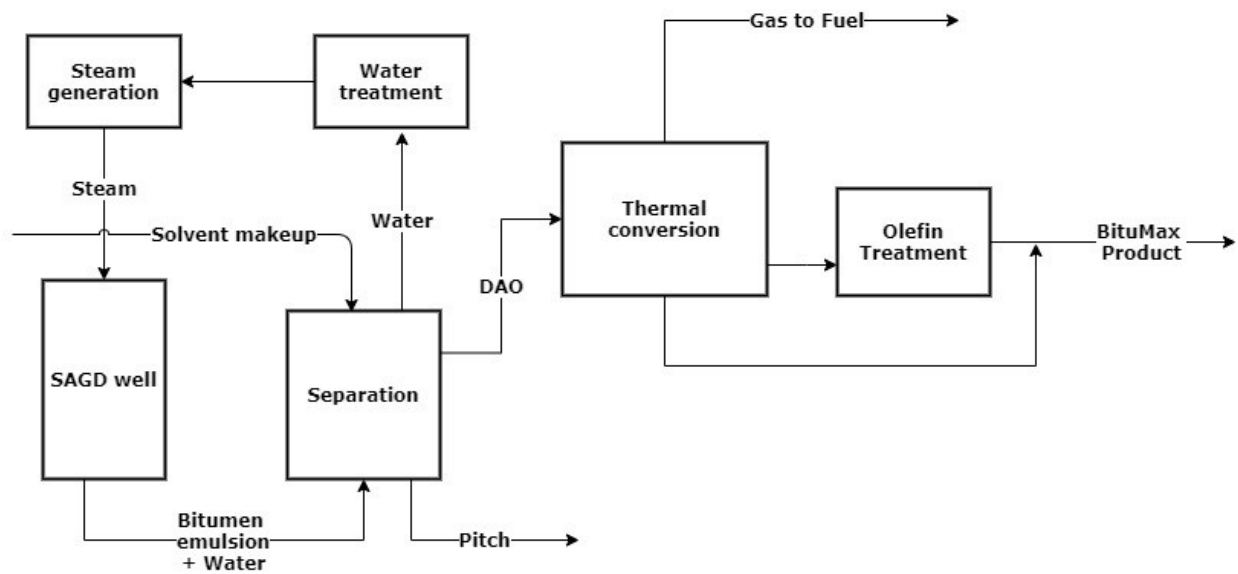 Gas to Fuel
Steam
generation
Water
treatment
Thermal
conversion
Steam
Water
Solvent makeup
Olefin
Treatment
BituMax
Product
DAO
SAGD well
Separation
Bitumen
emulsion
+ Water
Pitch